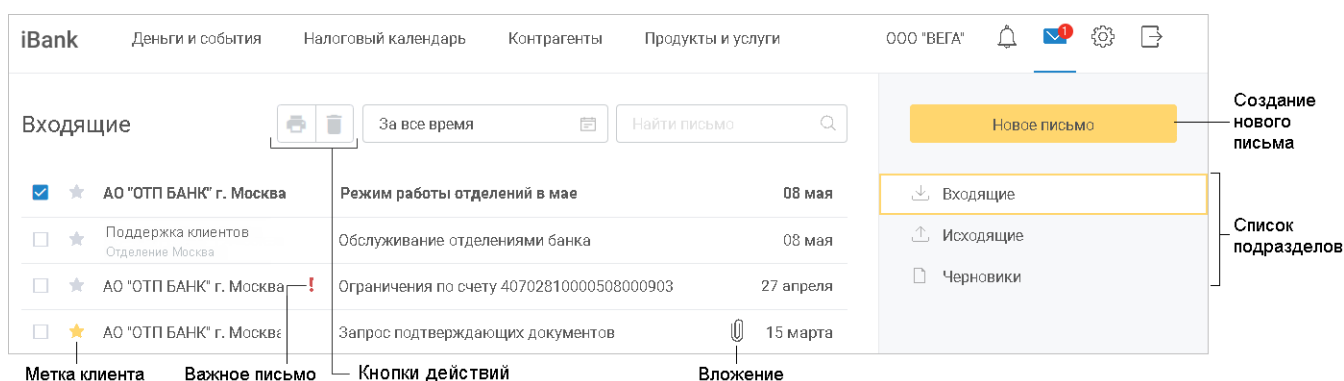 iBank Деньги и события Налоговый календарь Контрагенты Продукты и услуги ООО "ВЕГА" 1
Входящие За все время Найти письмо Новое письмо
Создание
нового
письма
АО "ОТП БАНК" г. Москва Режим работы отделений в мае 08 мая
Поддержка клиентов
Отделение Москва
Обслуживание отделениями банка 08 мая
АО "ОТП БАНК" г. Москва ! Ограничения по счету 40702810000508000903 27 апреля
АО "ОТП БАНК" г. Москва Запрос подтверждающих документов 15 марта
Входящие
Исходящие
Черновики
Список
подразделов
Метка клиента Важное письмо Кнопки действий Вложение